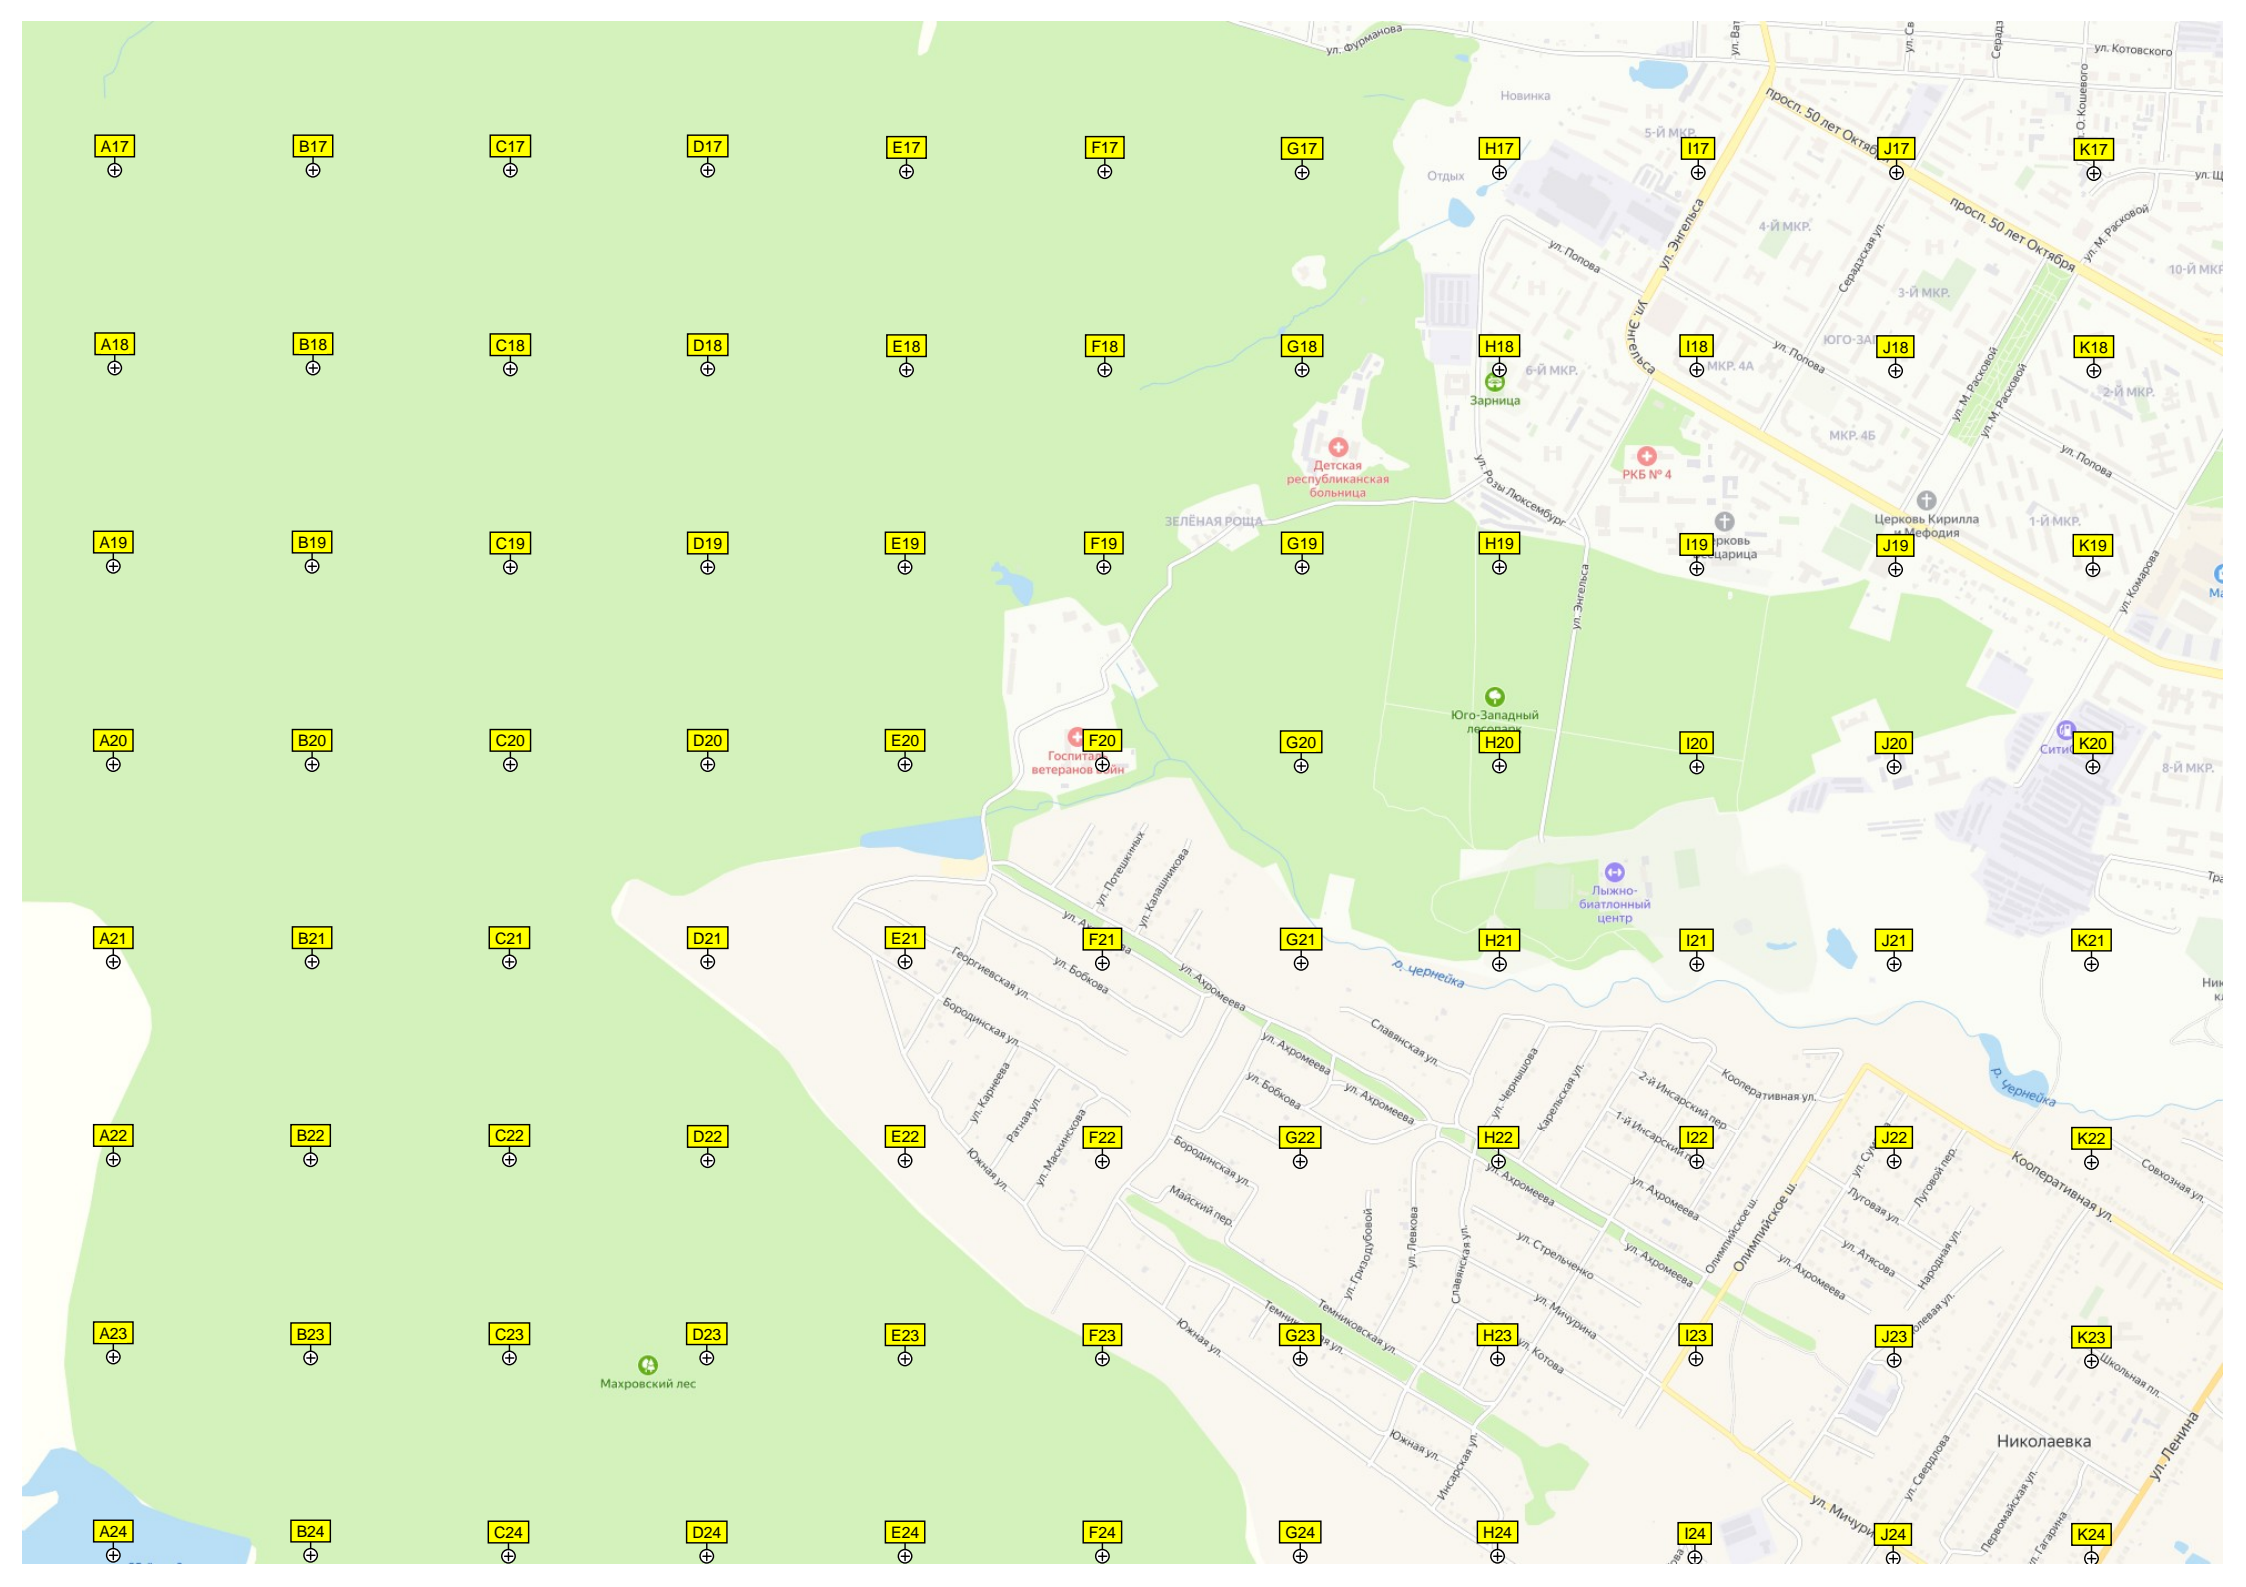 ул. Фурманова
ул. Котовского
Новинка
просп. 50 лет Октября
5-Й МКР.
A17
B17
C17
D17
E17
F17
G17
H17
I17
J17
K17
Отдых
4-Й МКР.
ул. Энгельса
просп. 50 лет Октября
ул. М. Расковой
ул. Попова
Серадзская ул.
10-Й МКР
3-Й МКР.
ул. Энгельса
A18
B18
C18
D18
E18
F18
G18
H18
I18
J18
K18
6-Й МКР.
МКР. 4А
ул. Попова
2-Й МКР.
Зарница
ул. М. Расковой
ул. М. Расковой
МКР. 4Б
Детская
республиканская
больница
РКБ № 4
ул. Попова
ул. Розы Люксембург
ЗЕЛЁНАЯ РОЩА
Церковь Кирилла
и Мефодия
1-Й МКР.
A19
B19
C19
D19
E19
F19
G19
H19
I19
J19
K19
ул. Энгельса
ул. Комарова
Юго-Западный
лесопарк
A20
B20
C20
D20
E20
F20
G20
H20
I20
J20
K20
Госпиталь
ветеранов войн
8-Й МКР.
ул. Потешкиных
ул. Калашникова
Лыжно-
биатлонный
центр
A21
B21
C21
D21
E21
F21
G21
H21
I21
J21
K21
Георгиевская ул.
ул. Бобкова
ул. Ахромеева
р. Чернейка
Бородинская ул.
Славянская ул.
ул. Ахромеева
ул. Карнеева
Ратная ул.
ул. Маскинскова
ул. Бобкова
ул. Ахромеева
ул. Чернышова
Карельская ул.
2-й Инсарский пер
1-й Инсарский п
Кооперативная ул.
р. Чернейка
A22
B22
C22
D22
E22
F22
G22
H22
I22
J22
K22
Южная ул.
Бородинская ул.
Майский пер.
ул. Ахромеева
ул. Ахромеева
Луговая ул.
Луговой пер.
Кооперативная ул.
Совхозная ул.
ул. Гризодубовой
ул. Левкова
Славянская ул.
ул. Стрельченко
ул. Ахромеева
Олимпийское ш.
Олимпийское ш.
ул. Ахромеева
ул. Атясова
Народная ул.
A23
B23
C23
D23
E23
F23
G23
H23
I23
J23
K23
Южная ул.
Темниковская ул.
ул. Мичурина
ул. Котова
Школьная пл.
Махровский лес
Южная ул.
Инсарская ул.
Николаевка
ул. Свердлова
ул. Ленина
Первомайская ул.
ул. Гагарина
A24
B24
C24
D24
E24
F24
G24
H24
I24
J24
K24